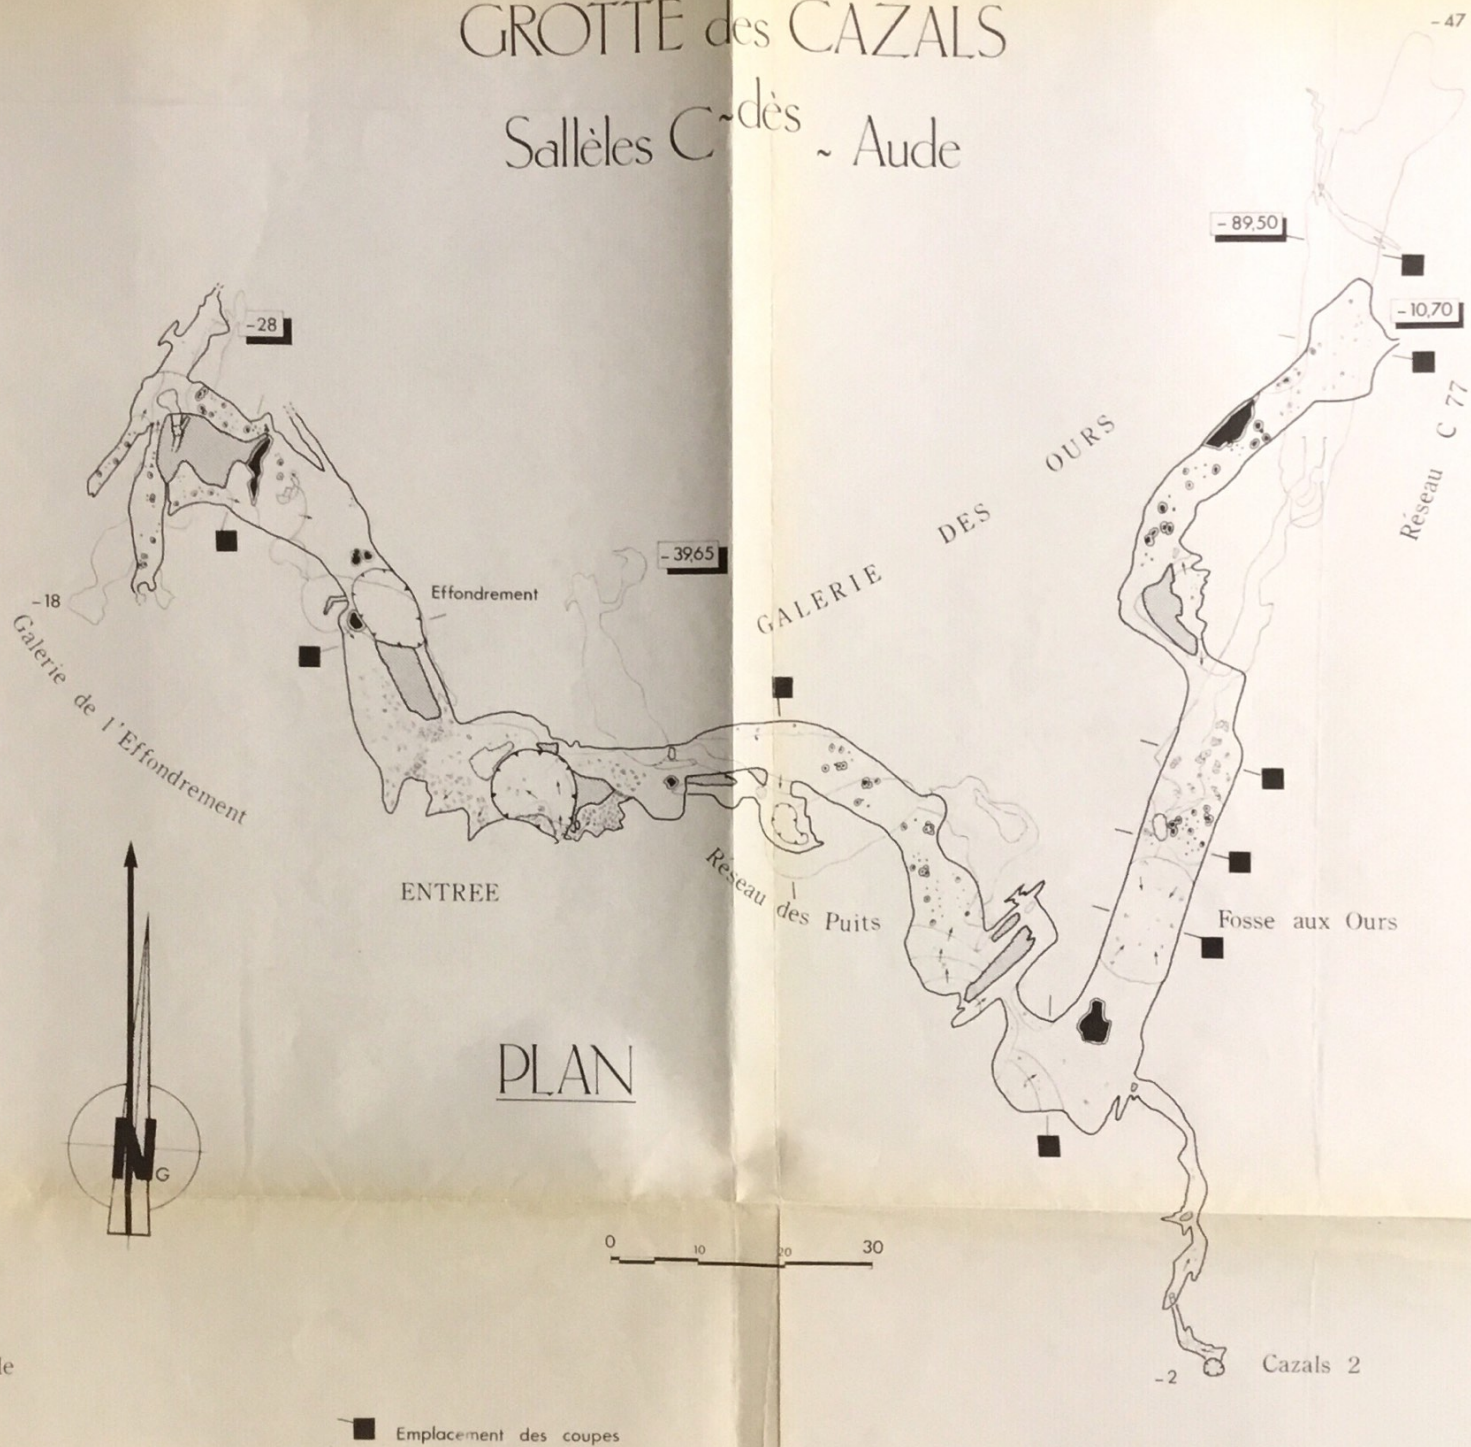 GROTTE des CAZALS
Sallèles C~dès ~ Aude
-47
-89,50
-10,70
-28
Réseau C 77
GALERIE DES OURS
-39,65
Effondrement
-18
Galerie de l'Effondrement
ENTREE
Réseau des Puits
Fosse aux Ours
PLAN
N
G
0 10 20 30
Cazals 2
-2
Emplacement des coupes